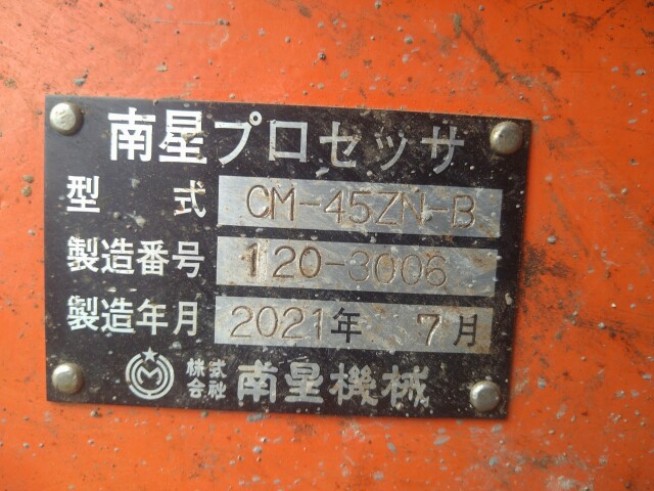 南星プロセッサ
型 式 CM-45ZN-B
製造番号 120-3006
製造年月 2021年 7月
株式会社 南星機械